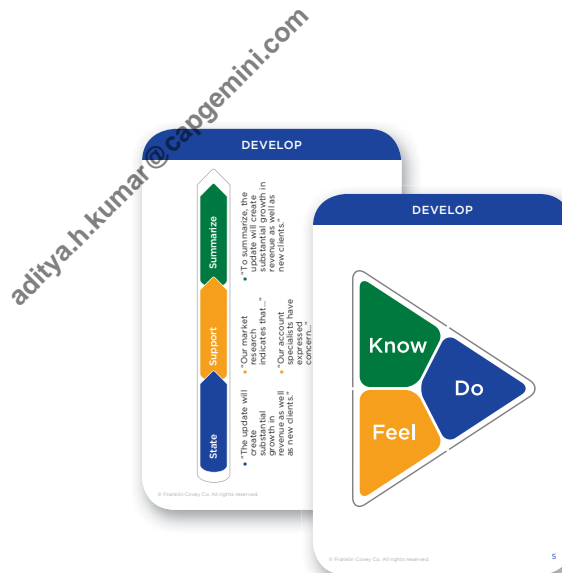 aditya.h.kumar@capgemini.com
DEVELOP
Summarize
• "To summarize, the
update will create
substantial growth in
revenue as well as
new clients."
Support
• "Our market
research
indicates that..."
• "Our account
specialists have
expressed
concern..."
State
• "The update will
create
substantial
growth in
revenue as well
as new clients."
© Franklin Covey Co. All rights reserved.
DEVELOP
Know
Do
Feel
© Franklin Covey Co. All rights reserved.
5